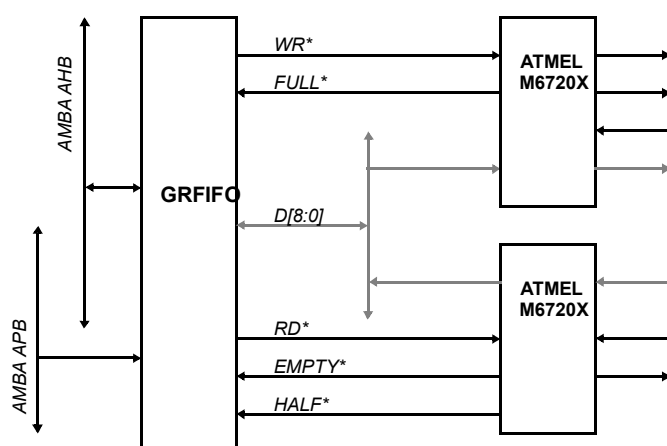 WR*
ATMEL
M6720X
FULL*
AMBA AHB
GRFIFO
D[8:0]
ATMEL
M6720X
AMBA APB
RD*
EMPTY*
HALF*